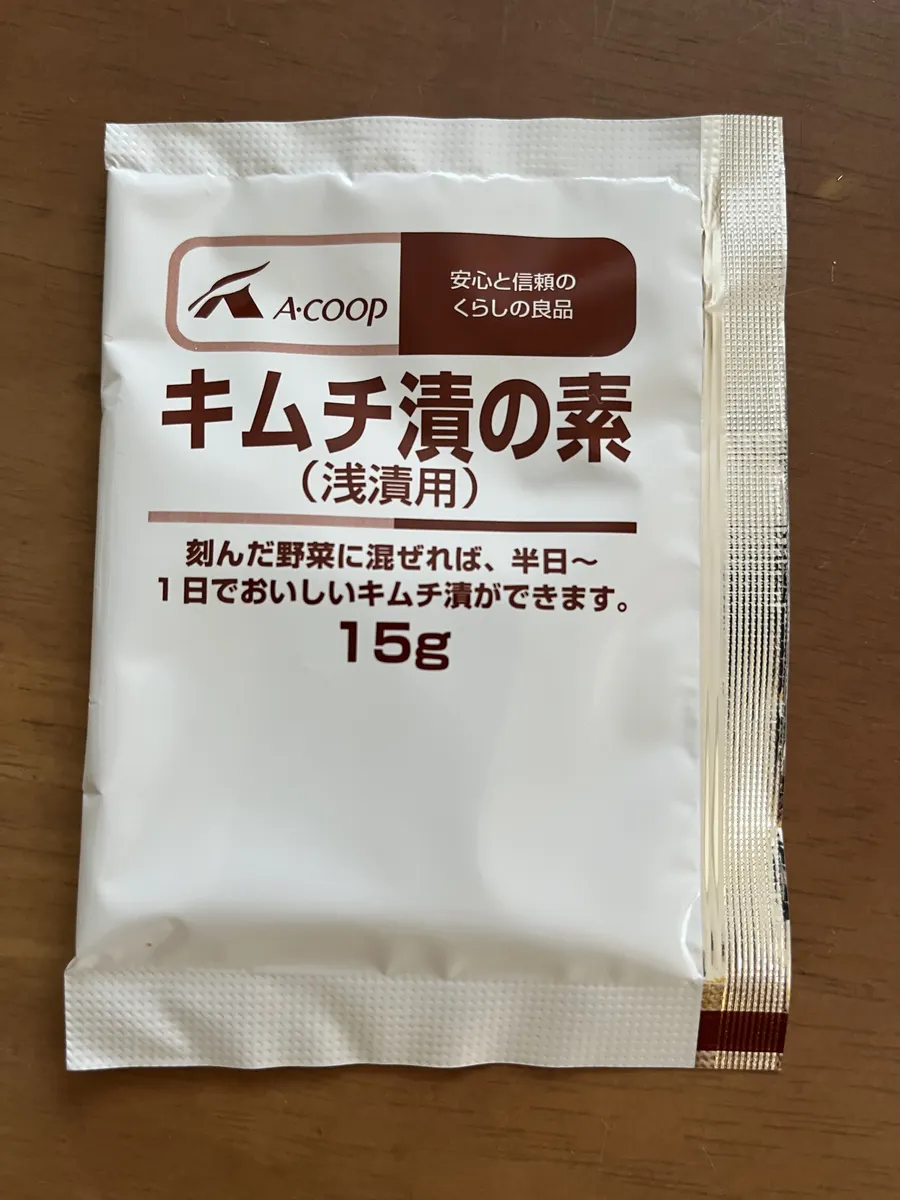 A·COOP
安心と信頼の
くらしの良品
キムチ漬の素
（浅漬用）
刻んだ野菜に混ぜれば、半日～
1日でおいしいキムチ漬ができます。
15g